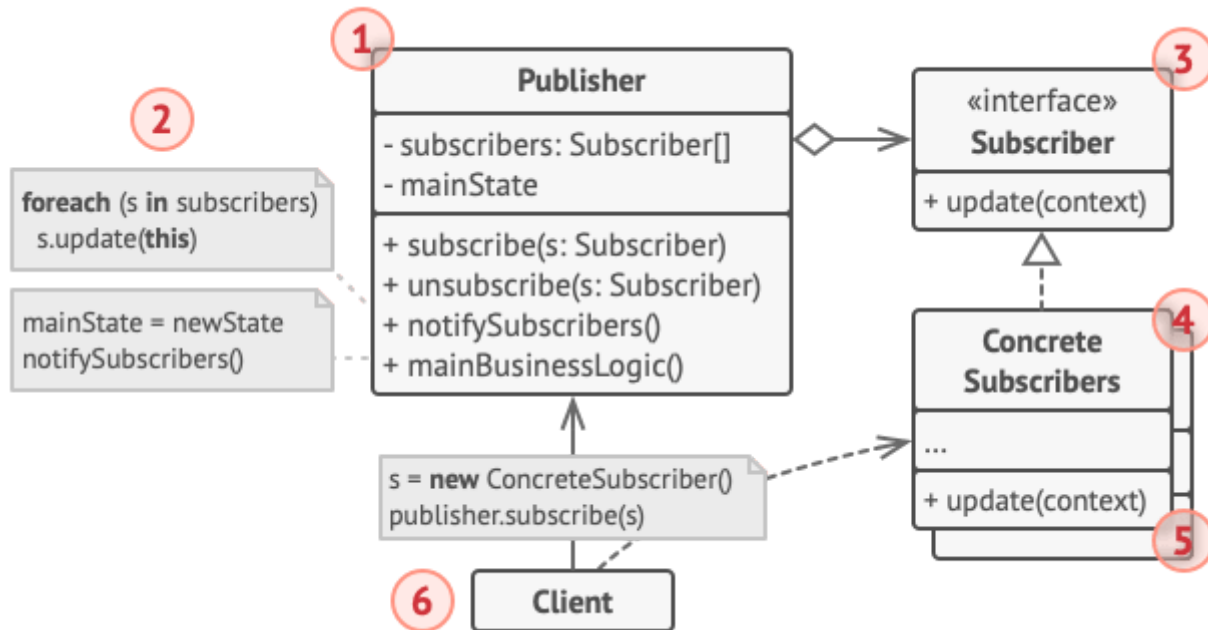 1
Publisher
- subscribers: Subscriber[]
- mainState
+ subscribe(s: Subscriber)
+ unsubscribe(s: Subscriber)
+ notifySubscribers()
+ mainBusinessLogic()
2
foreach (s in subscribers)
s.update(this)
mainState = newState
notifySubscribers()
3
«interface»
Subscriber
+ update(context)
4
Concrete
Subscribers
...
+ update(context)
5
s = new ConcreteSubscriber()
publisher.subscribe(s)
6
Client